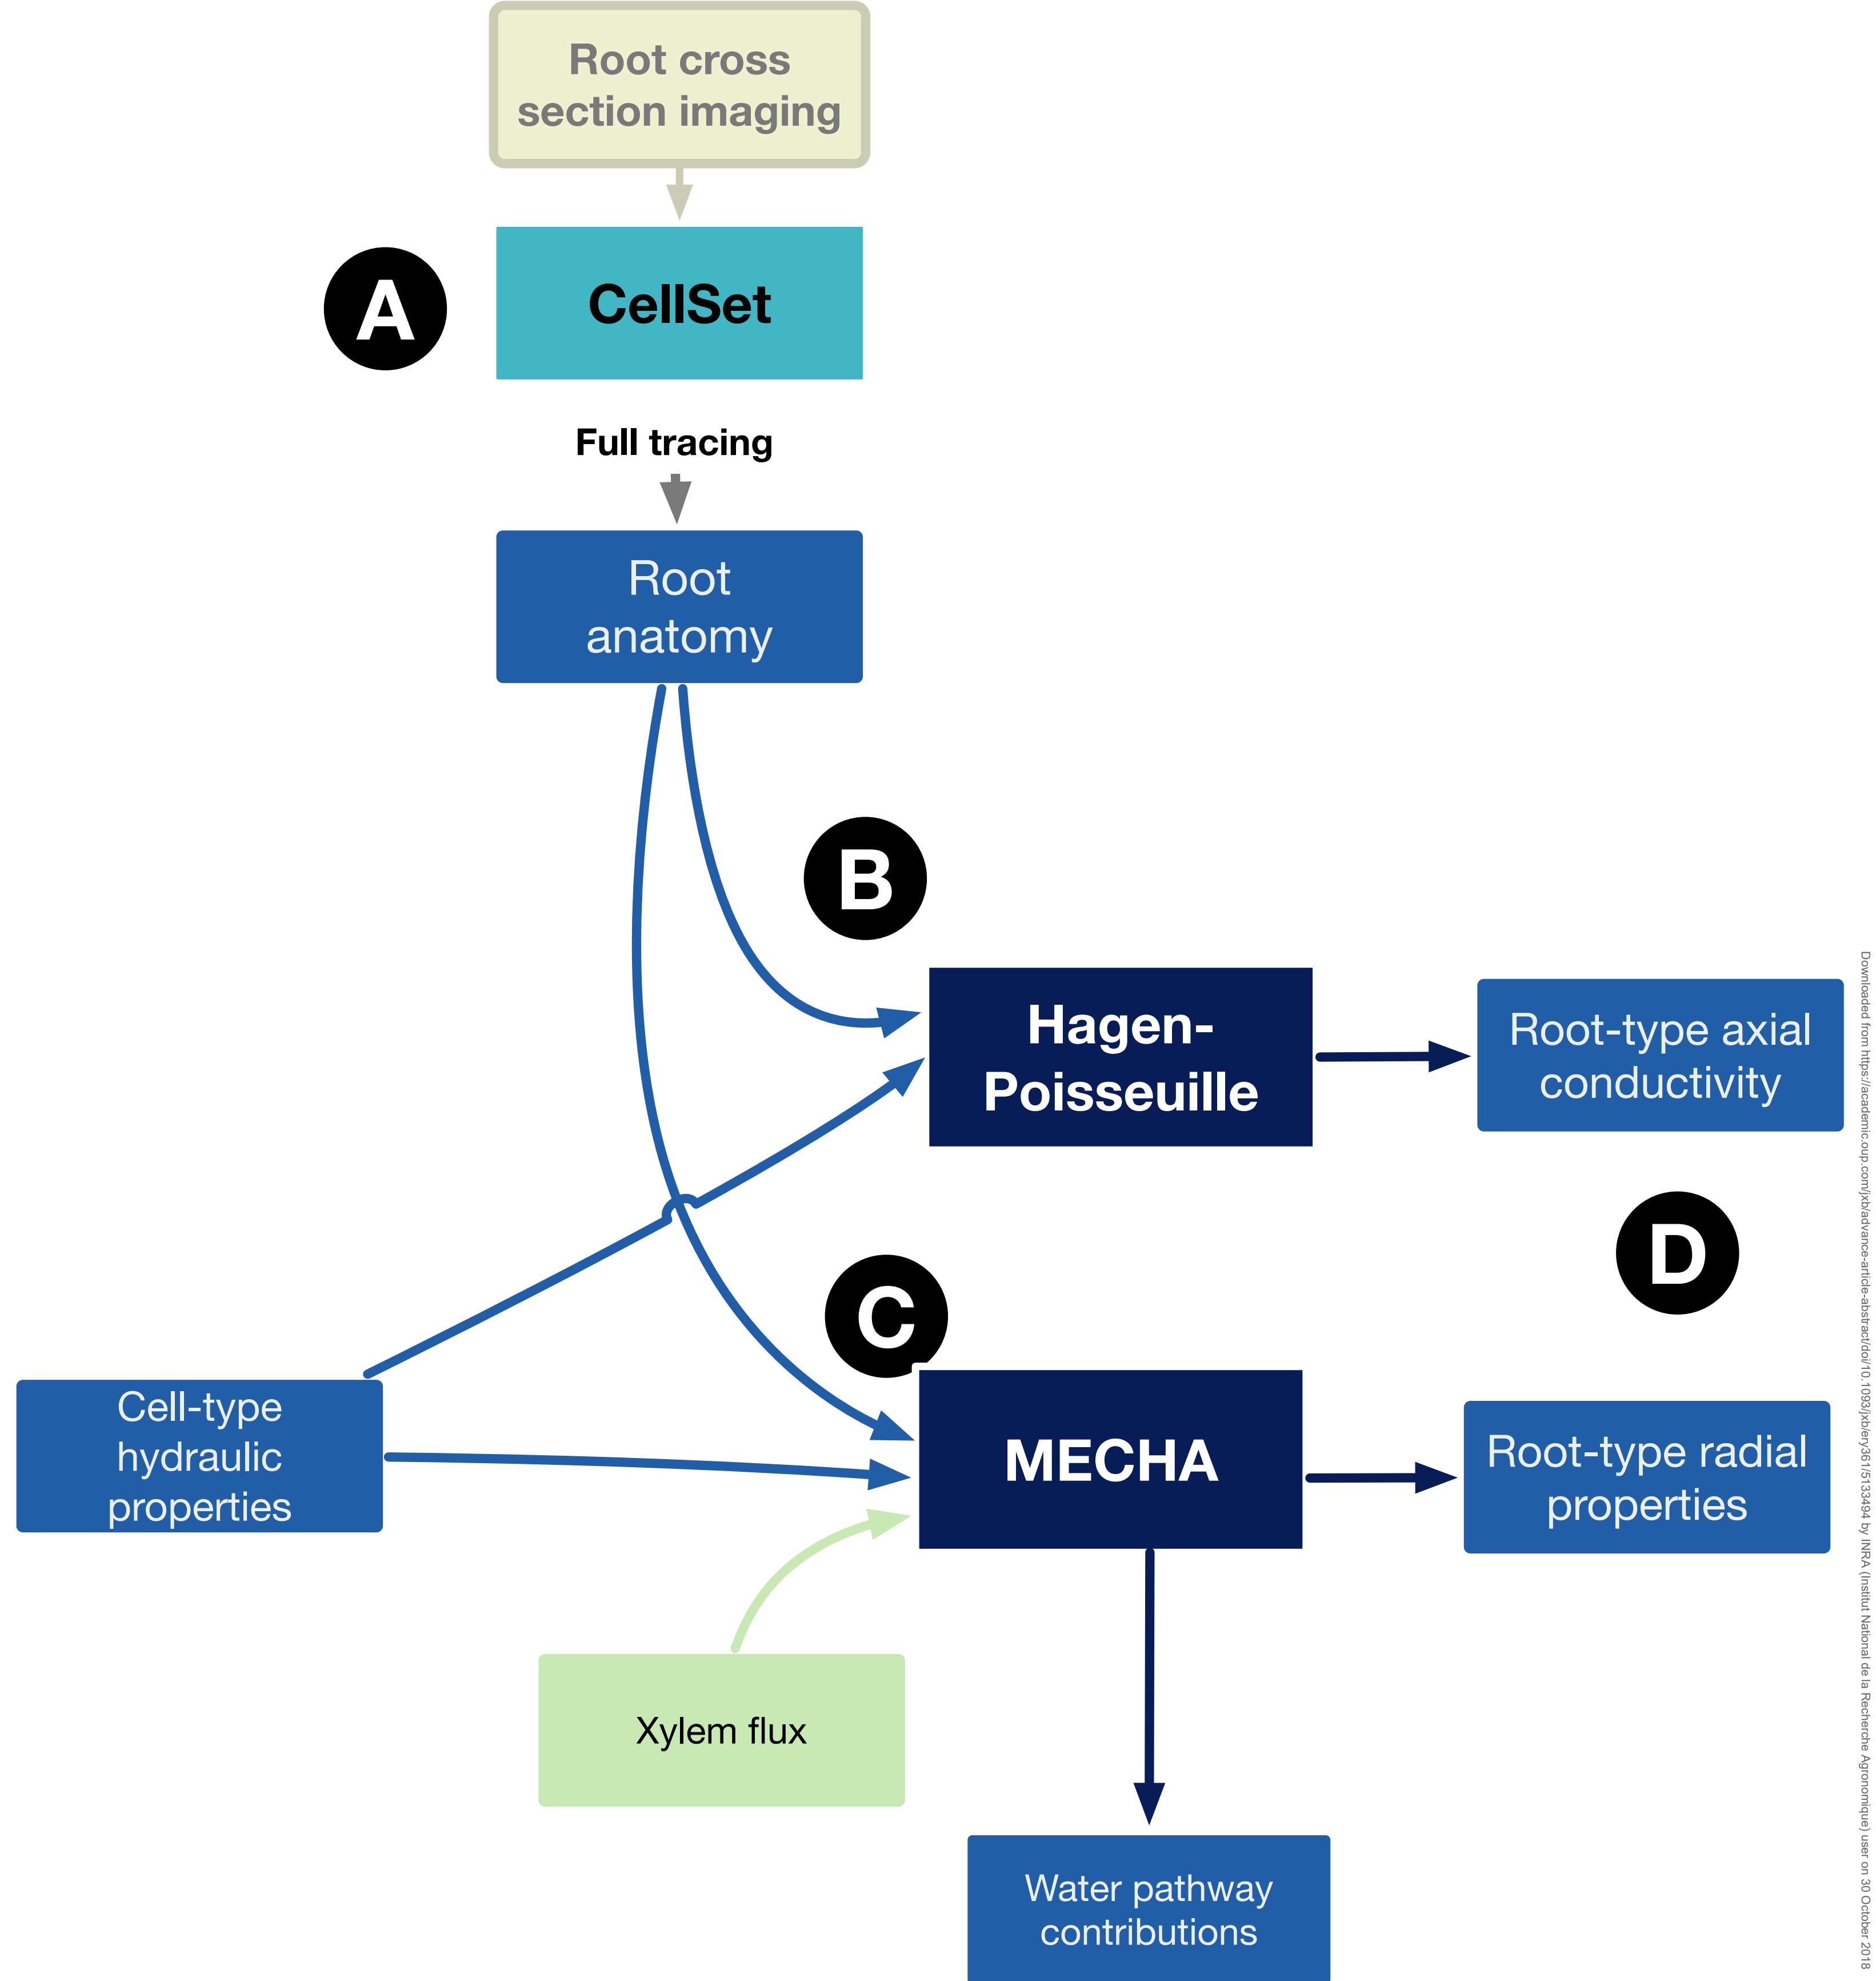 Root cross
section imaging
A
CellSet
Full tracing
Root
anatomy
B
Hagen-
Poisseuille
Root-type axial
conductivity
D
C
Cell-type
hydraulic
properties
MECHA
Root-type radial
properties
Xylem flux
Water pathway
contributions
Downloaded from https://academic.oup.com/jxb/advance-article-abstract/doi/10.1093/jxb/ery361/5133494 by INRA (Institut National de la Recherche Agronomique) user on 30 October 2018